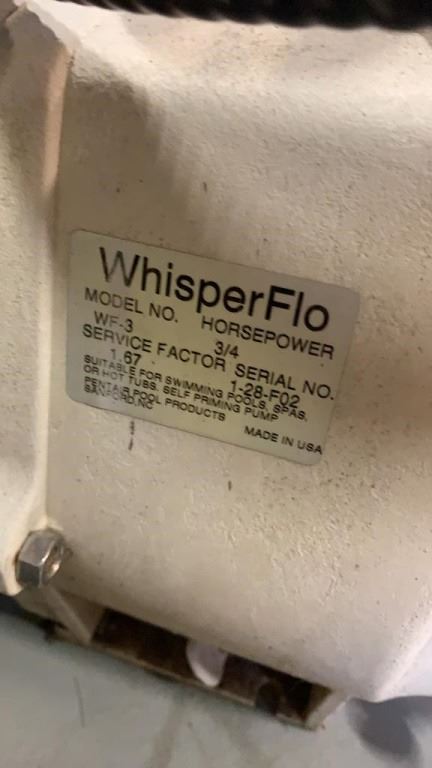 WhisperFlo
MODEL NO. HORSEPOWER
WF-3 3/4
SERVICE FACTOR SERIAL NO.
1.67 1-28-F02
SUITABLE FOR SWIMMING POOLS, SPAS,
OR HOT TUBS. SELF PRIMING PUMP
PENTAIR POOL PRODUCTS
SANFORD, NC MADE IN USA